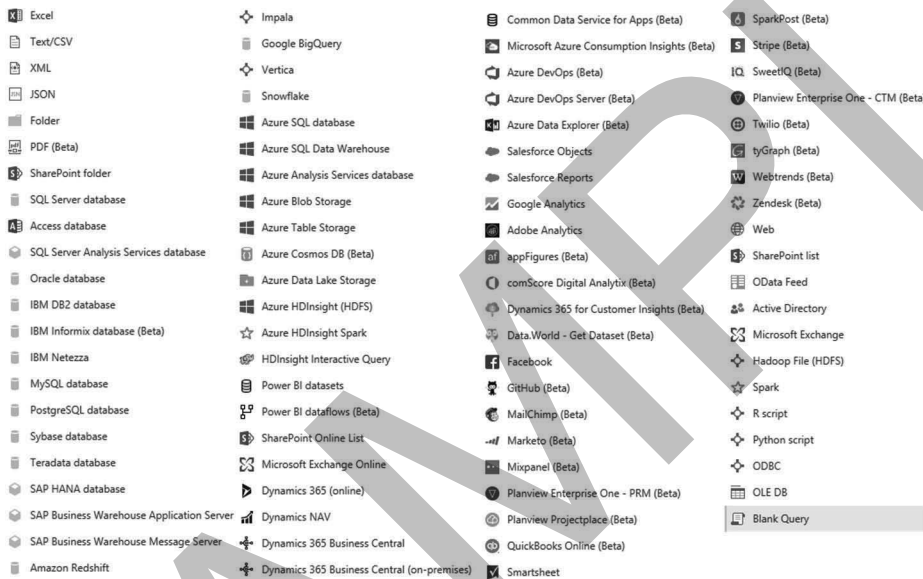 Excel
Text/CSV
XML
JSON
Folder
PDF (Beta)
SharePoint folder
SQL Server database
Access database
SQL Server Analysis Services database
Oracle database
IBM DB2 database
IBM Informix database (Beta)
IBM Netezza
MySQL database
PostgreSQL database
Sybase database
Teradata database
SAP HANA database
SAP Business Warehouse Application Server
SAP Business Warehouse Message Server
Amazon Redshift
Impala
Google BigQuery
Vertica
Snowflake
Azure SQL database
Azure SQL Data Warehouse
Azure Analysis Services database
Azure Blob Storage
Azure Table Storage
Azure Cosmos DB (Beta)
Azure Data Lake Storage
Azure HDInsight (HDFS)
Azure HDInsight Spark
HDInsight Interactive Query
Power BI datasets
Power BI dataflows (Beta)
SharePoint Online List
Microsoft Exchange Online
Dynamics 365 (online)
Dynamics NAV
Dynamics 365 Business Central
Dynamics 365 Business Central (on-premises)
Common Data Service for Apps (Beta)
Microsoft Azure Consumption Insights (Beta)
Azure DevOps (Beta)
Azure DevOps Server (Beta)
Azure Data Explorer (Beta)
Salesforce Objects
Salesforce Reports
Google Analytics
Adobe Analytics
appFigures (Beta)
comScore Digital Analytix (Beta)
Dynamics 365 for Customer Insights (Beta)
Data.World - Get Dataset (Beta)
Facebook
GitHub (Beta)
MailChimp (Beta)
Marketo (Beta)
Mixpanel (Beta)
Planview Enterprise One - PRM (Beta)
Planview Projectplace (Beta)
QuickBooks Online (Beta)
Smartsheet
SparkPost (Beta)
Stripe (Beta)
SweetIQ (Beta)
Planview Enterprise One - CTM (Beta
Twilio (Beta)
tyGraph (Beta)
Webtrends (Beta)
Zendesk (Beta)
Web
SharePoint list
OData Feed
Active Directory
Microsoft Exchange
Hadoop File (HDFS)
Spark
R script
Python script
ODBC
OLE DB
Blank Query